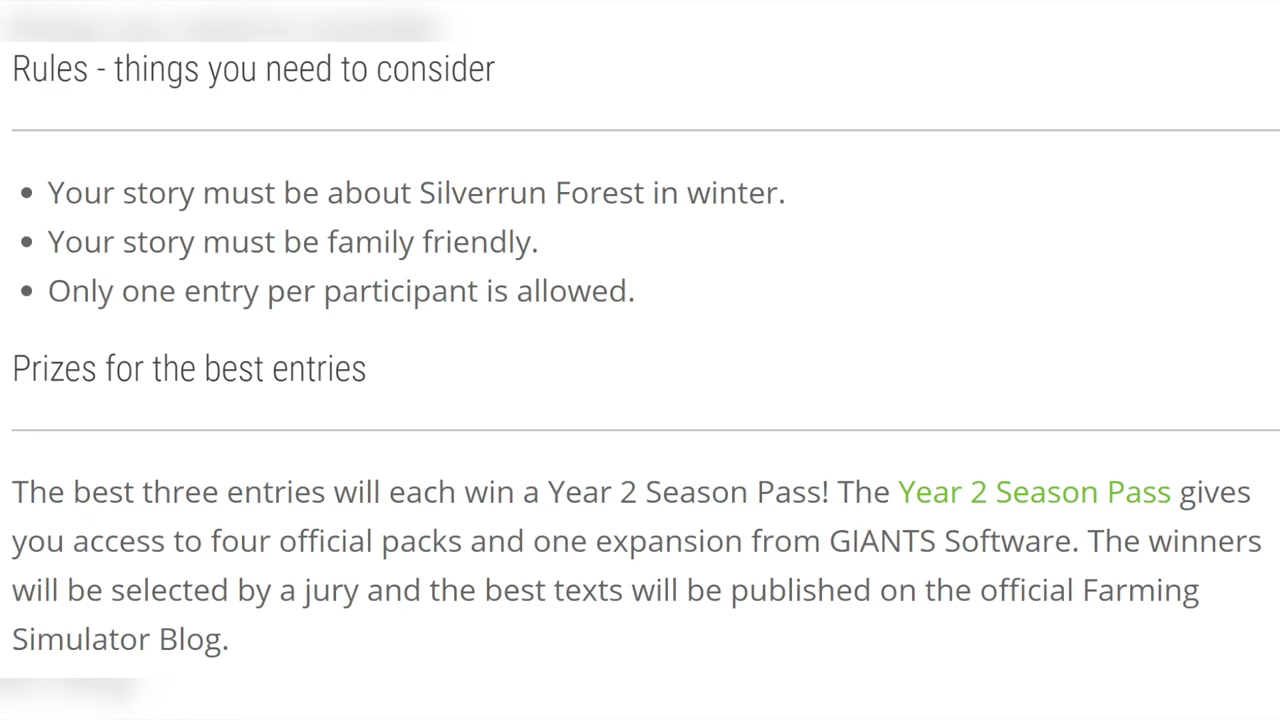 Rules - things you need to consider
Your story must be about Silverrun Forest in winter.
Your story must be family friendly.
Only one entry per participant is allowed.
Prizes for the best entries
The best three entries will each win a Year 2 Season Pass! The Year 2 Season Pass gives
you access to four official packs and one expansion from GIANTS Software. The winners
will be selected by a jury and the best texts will be published on the official Farming
Simulator Blog.